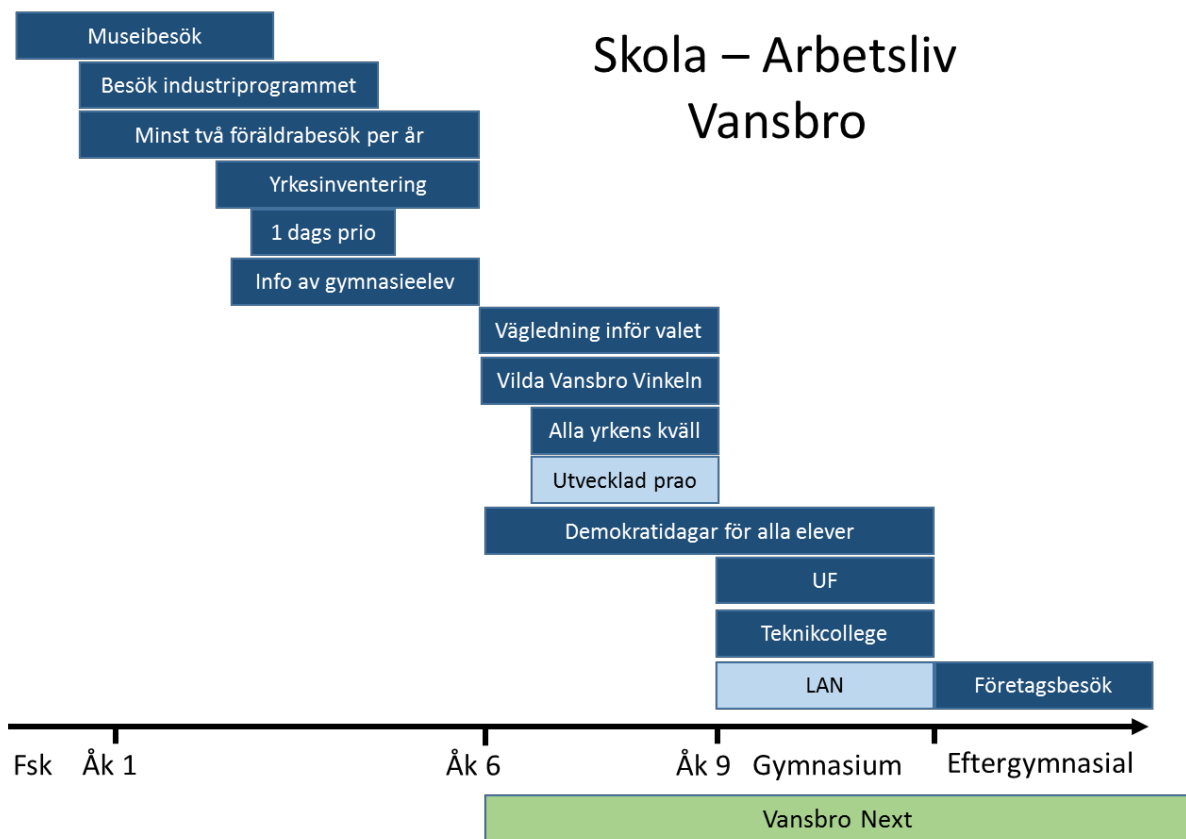 Skola – Arbetsliv
Vansbro
Museibesök
Besök industriprogrammet
Minst två föräldrabesök per år
Yrkesinventering
1 dags prio
Info av gymnasieelev
Vägledning inför valet
Vilda Vansbro Vinkeln
Alla yrkens kväll
Utvecklad prao
Demokratidagar för alla elever
UF
Teknikcollege
LAN
Företagsbesök
Fsk
Åk 1
Åk 6
Åk 9
Gymnasium
Eftergymnasial
Vansbro Next